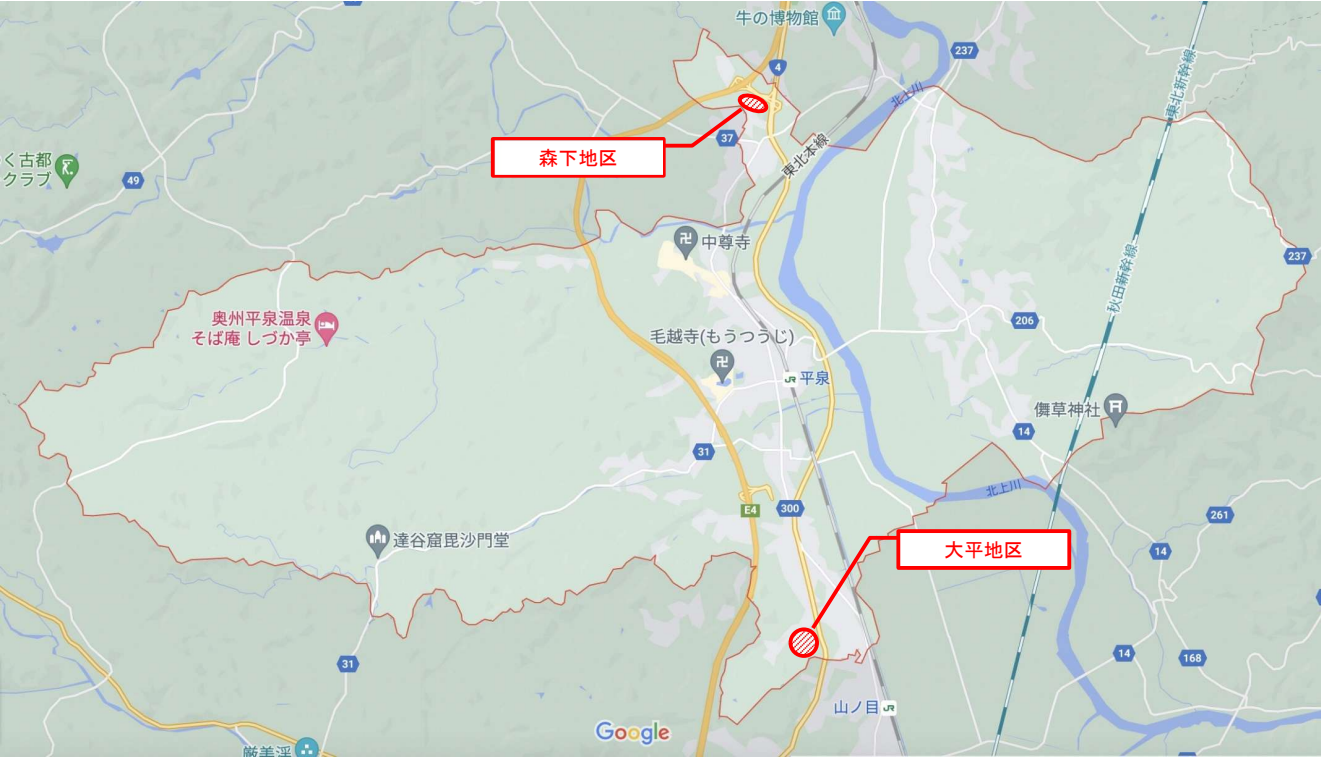 牛の博物館
237
4
北上川
東北新幹線
37
森下地区
東北本線
く古都
クラブ
49
中尊寺
237
秋田新幹線
奥州平泉温泉
そば庵 しづか亭
206
毛越寺(もうつうじ)
JR 平泉
儛草神社
14
31
北上川
E4
300
261
達谷窟毘沙門堂
大平地区
14
31
14
168
山ノ目 JR
Google
厳美渓